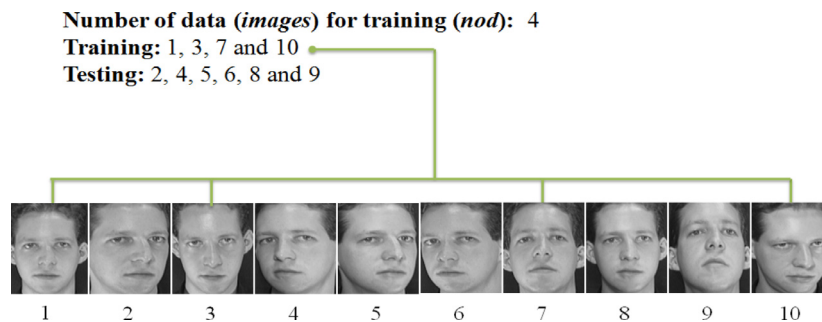 Number of data (images) for training (nod): 4
Training: 1, 3, 7 and 10
Testing: 2, 4, 5, 6, 8 and 9
1 2 3 4 5 6 7 8 9 10